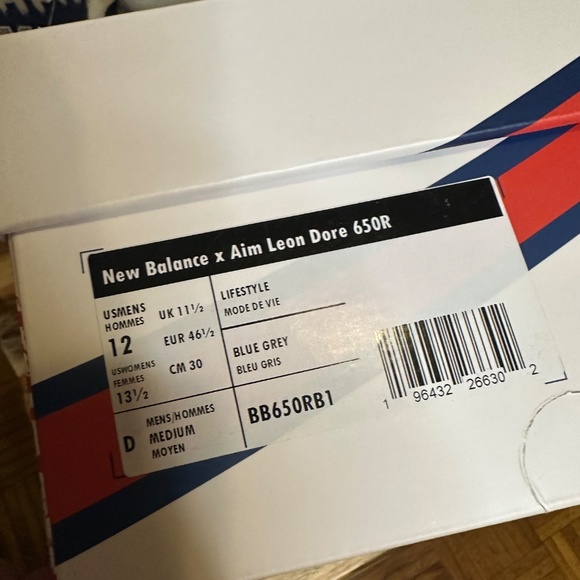 New Balance x Aim Leon Dore 650R
USMENS
HOMMES
12
UK 11½
EUR 46½
CM 30
USWOMENS
FEMMES
13½
LIFESTYLE
MODE DE VIE
BLUE GREY
BLEU GRIS
D
MENS/HOMMES
MEDIUM
MOYEN
BB650RB1
1 96432 26630 2